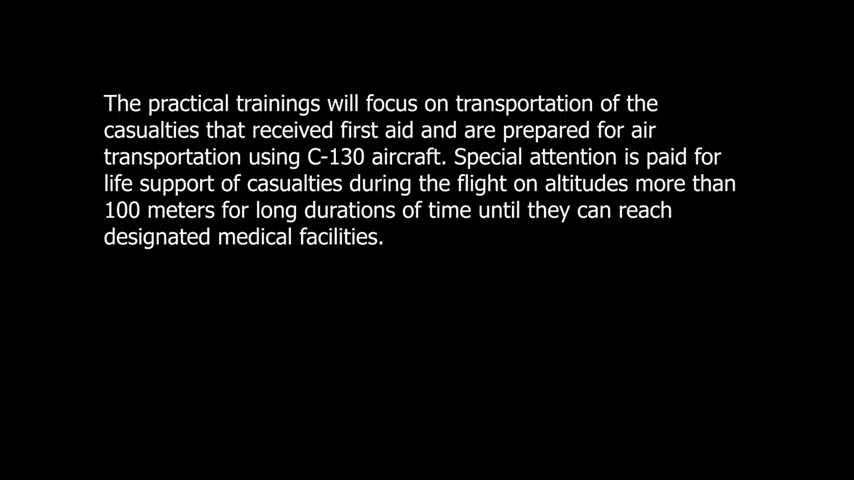 The practical trainings will focus on transportation of the
casualties that received first aid and are prepared for air
transportation using C-130 aircraft. Special attention is paid for
life support of casualties during the flight on altitudes more than
100 meters for long durations of time until they can reach
designated medical facilities.